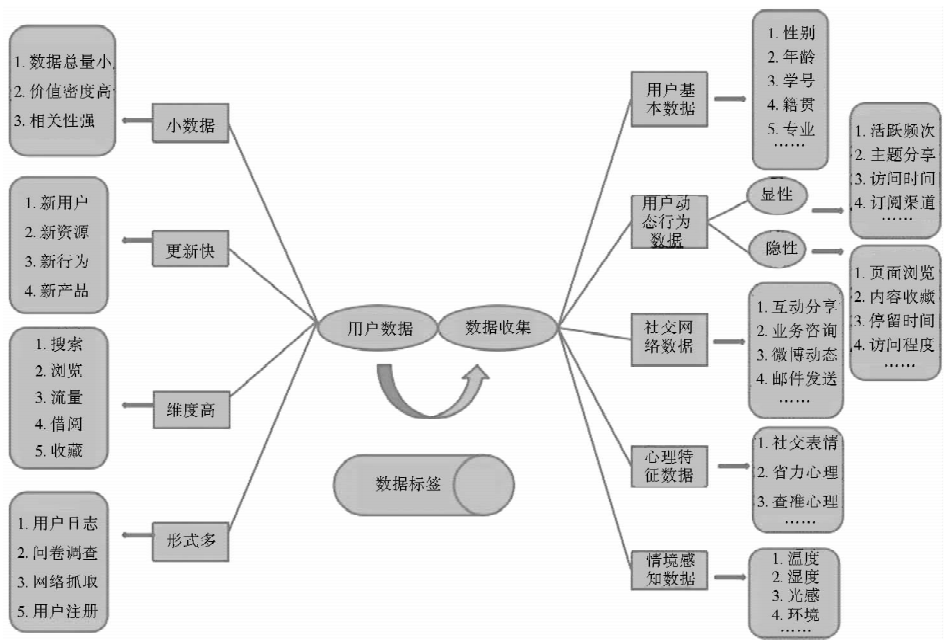 1. 数据总量小
2. 价值密度高
3. 相关性强
小数据
1. 新用户
2. 新资源
3. 新行为
4. 新产品
更新快
1. 搜索
2. 浏览
3. 流量
4. 借阅
5. 收藏
维度高
1. 用户日志
2. 问卷调查
3. 网络抓取
5. 用户注册
形式多
用户数据
数据收集
数据标签
用户基
本数据
1. 性别
2. 年龄
3. 学号
4. 籍贯
5. 专业
……
用户动
态行为
数据
显性
隐性
1. 活跃频次
2. 主题分享
3. 访问时间
4. 订阅渠道
……
1. 页面浏览
2. 内容收藏
3. 停留时间
4. 访问程度
……
社交网
络数据
1. 互动分享
2. 业务咨询
3. 微博动态
4. 邮件发送
……
心理特
征数据
1. 社交表情
2. 省力心理
3. 查准心理
……
情境感
知数据
1. 温度
2. 湿度
3. 光感
4. 环境
……